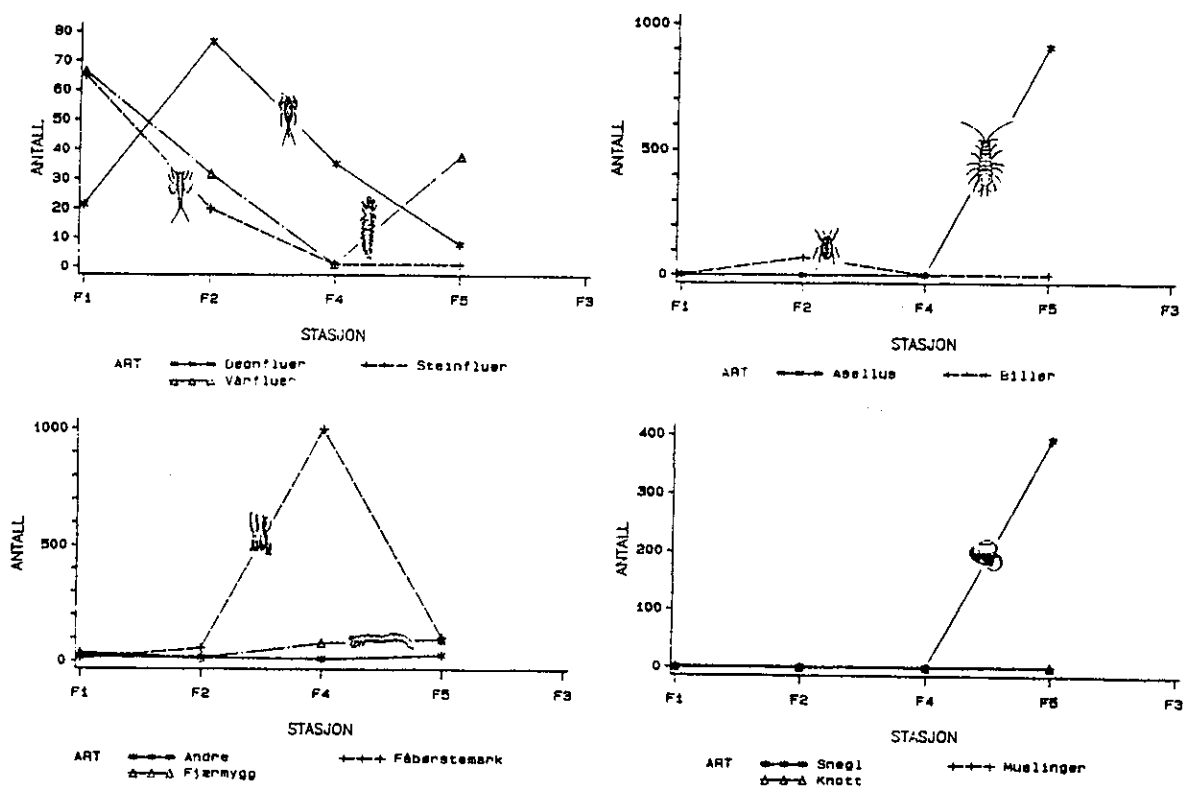 ANTALL
80
70
60
50
40
30
20
10
0
F1 F2 F4 F5 F3
STASJON
ART Døgnfluer Steinfluer
Vårfluer
ANTALL
1000
500
0
F1 F2 F4 F5 F3
STASJON
ART Asellus Biller
ANTALL
1000
500
0
F1 F2 F4 F5 F3
STASJON
ART Andre Fåbørstemark
Fjærmygg
ANTALL
400
300
200
100
0
F1 F2 F4 F5 F3
STASJON
ART Snegl Muslinger
Knott